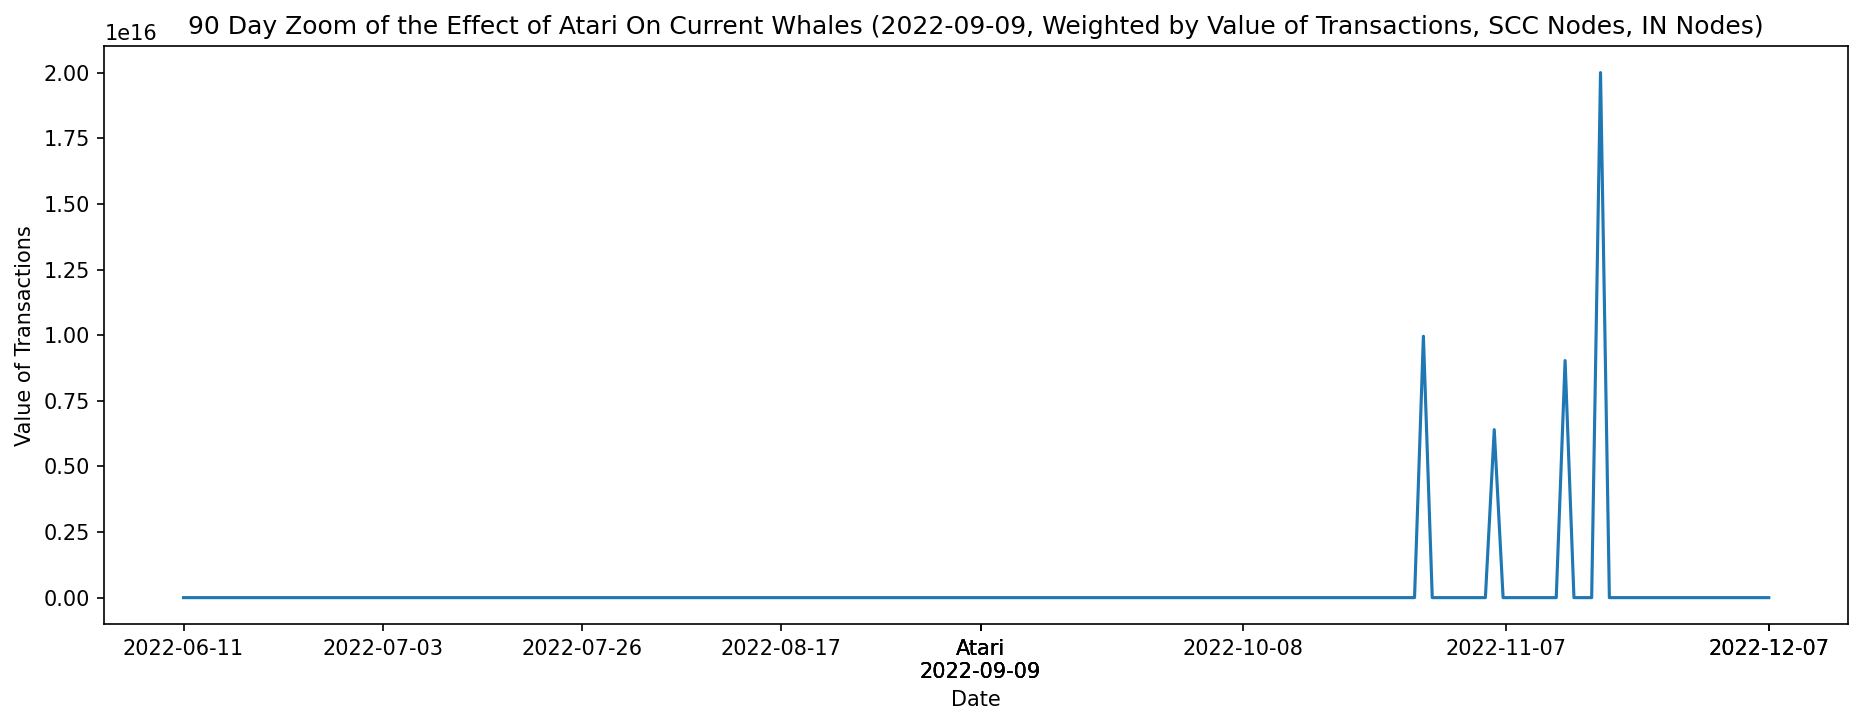 90 Day Zoom of the Effect of Atari On Current Whales (2022-09-09, Weighted by Value of Transactions, SCC Nodes, IN Nodes)
1e16
2.00
1.75
1.50
1.25
1.00
0.75
0.50
0.25
0.00
Value of Transactions
2022-06-11 2022-07-03 2022-07-26 2022-08-17 Atari 2022-10-08 2022-11-07 2022-12-07
2022-09-09
Date